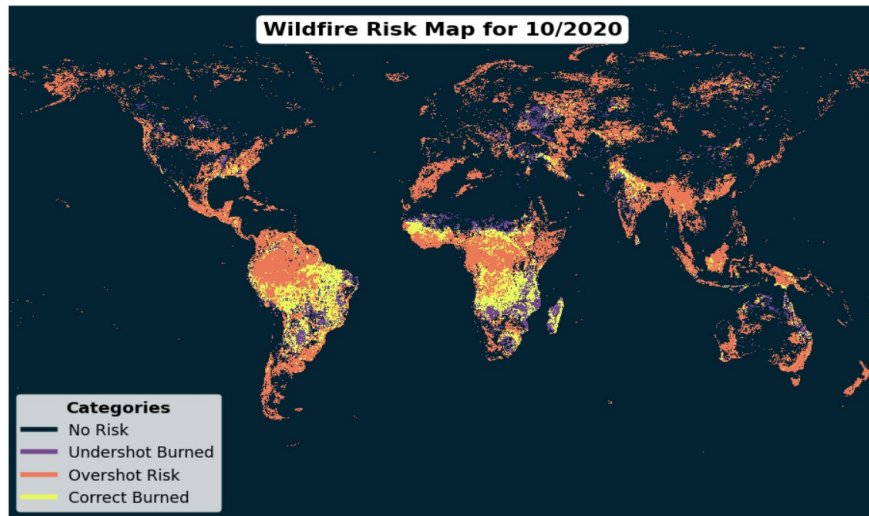 Wildfire Risk Map for 10/2020
Categories
No Risk
Undershot Burned
Overshot Risk
Correct Burned